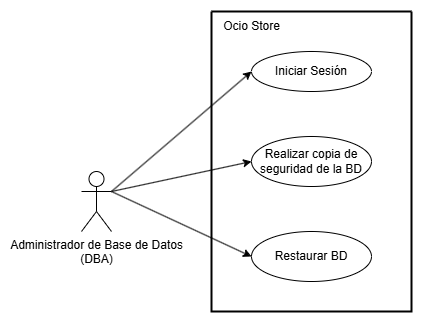 Ocio Store
Iniciar Sesión
Realizar copia de
seguridad de la BD
Administrador de Base de Datos
(DBA)
Restaurar BD